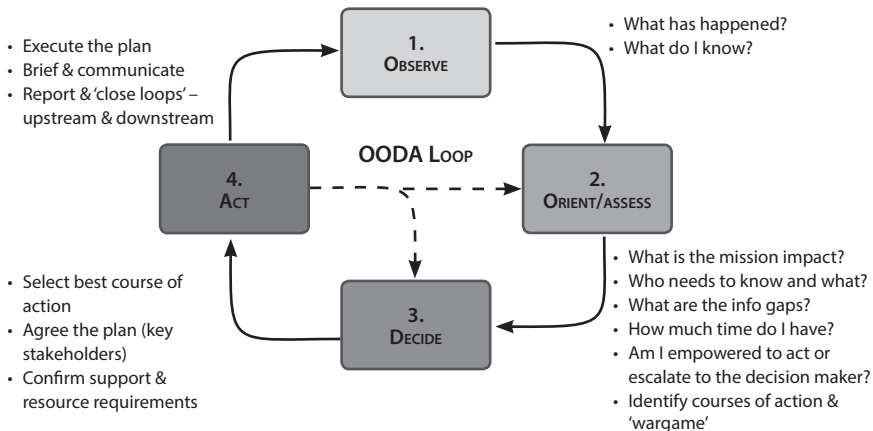 1.
OBSERVE
• What has happened?
• What do I know?
• Execute the plan
• Brief & communicate
• Report & ‘close loops’ –
upstream & downstream
OODA LOOP
4.
ACT
2.
ORIENT/ASSESS
• What is the mission impact?
• Who needs to know and what?
• What are the info gaps?
• How much time do I have?
• Am I empowered to act or
escalate to the decision maker?
• Identify courses of action &
‘wargame’
3.
DECIDE
• Select best course of
action
• Agree the plan (key
stakeholders)
• Confirm support &
resource requirements